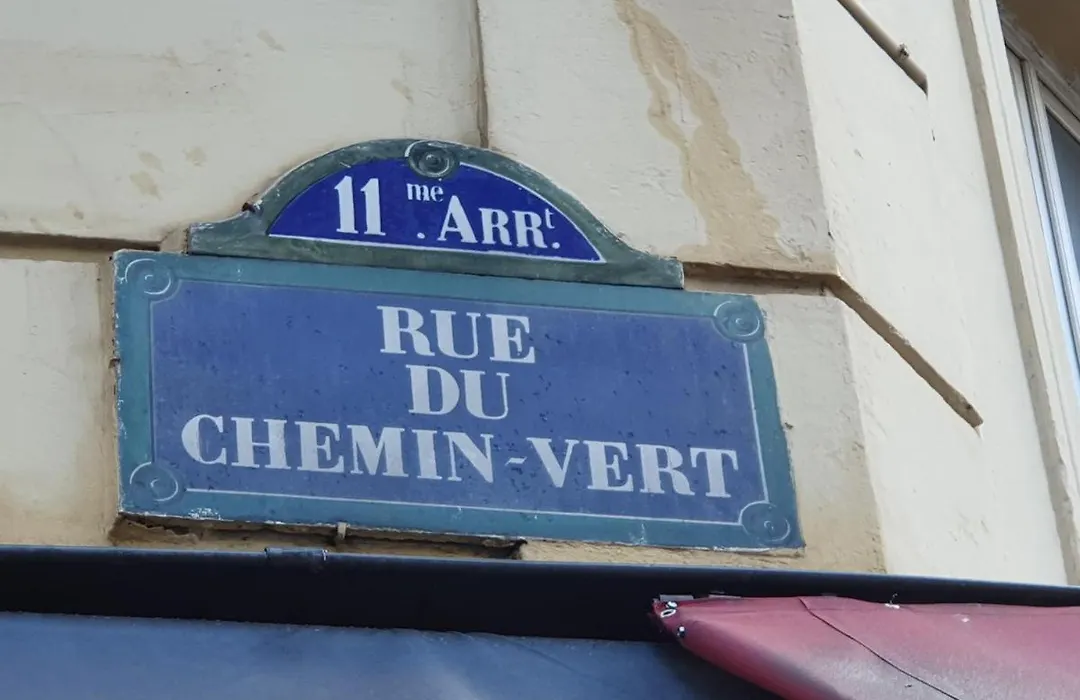 11me. ARRt.
RUE
DU
CHEMIN-VERT